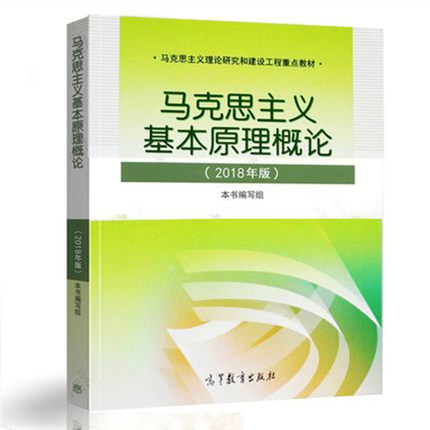 · 马克思主义理论研究和建设工程重点教材 ·
马克思主义
基本原理概论
(2018年版)
本书编写组
高等教育出版社
马克思主义基本原理概论
(2018年版)
本书编写组